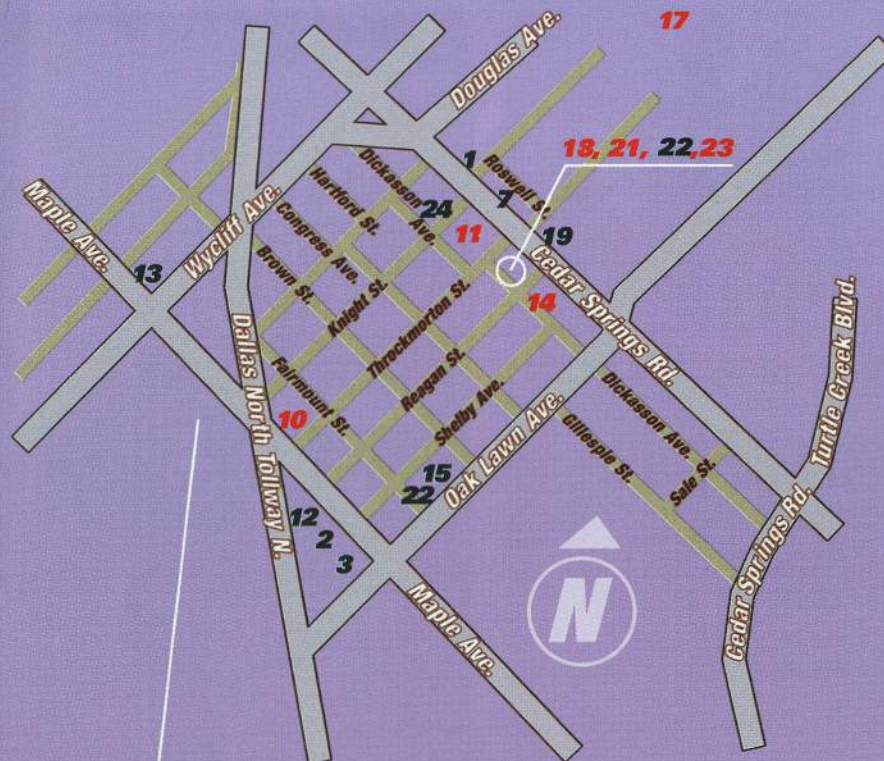 17
Douglas Ave.
18, 21, 22,23
1
Roswell St.
Dickasson Ave.
7
Hartford St.
24
11
19
Maple Ave.
Wycliff Ave.
Congress Ave.
13
Brown St.
Cedar Springs Rd.
Knight St.
14
Throckmorton St.
Turtle Creek Blvd.
Dallas North Tollway N.
Fairmount St.
Reagan St.
Shelby Ave.
Dickasson Ave.
10
Oak Lawn Ave.
Gillespie St.
15
22
Sale St.
12
2
3
Cedar Springs Rd.
N
Maple Ave.